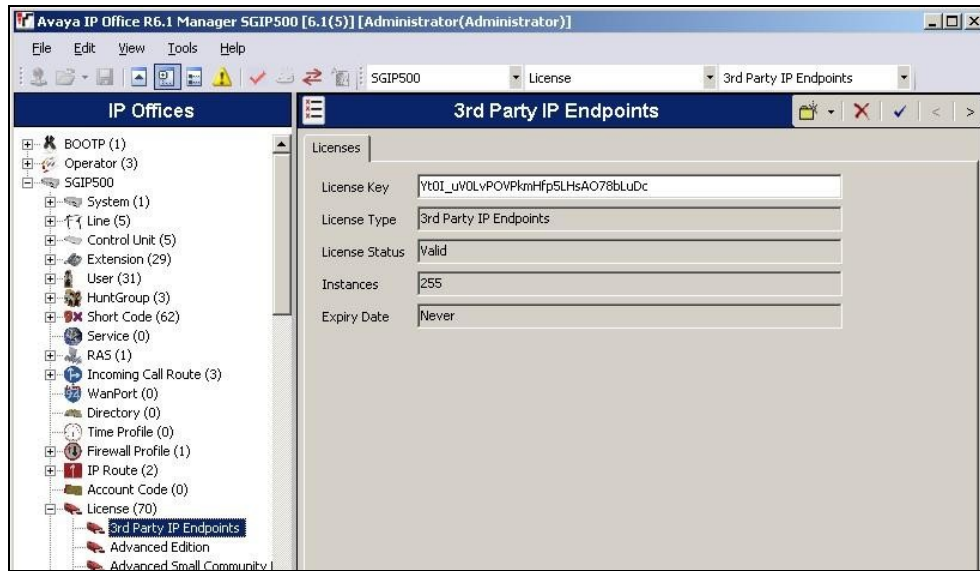 Avaya IP Office R6.1 Manager SGIP500 [6.1(5)] [Administrator(Administrator)]
File Edit View Tools Help
SGIP500 License 3rd Party IP Endpoints
IP Offices
3rd Party IP Endpoints
BOOTP (1)
Operator (3)
SGIP500
System (1)
Line (5)
Control Unit (5)
Extension (29)
User (31)
HuntGroup (3)
Short Code (62)
Service (0)
RAS (1)
Incoming Call Route (3)
WanPort (0)
Directory (0)
Time Profile (0)
Firewall Profile (1)
IP Route (2)
Account Code (0)
License (70)
3rd Party IP Endpoints
Advanced Edition
Advanced Small Community
Licenses
License Key Yt0I_uV0LvPOVPkmHfp5LHsAO78bLuDc
License Type 3rd Party IP Endpoints
License Status Valid
Instances 255
Expiry Date Never